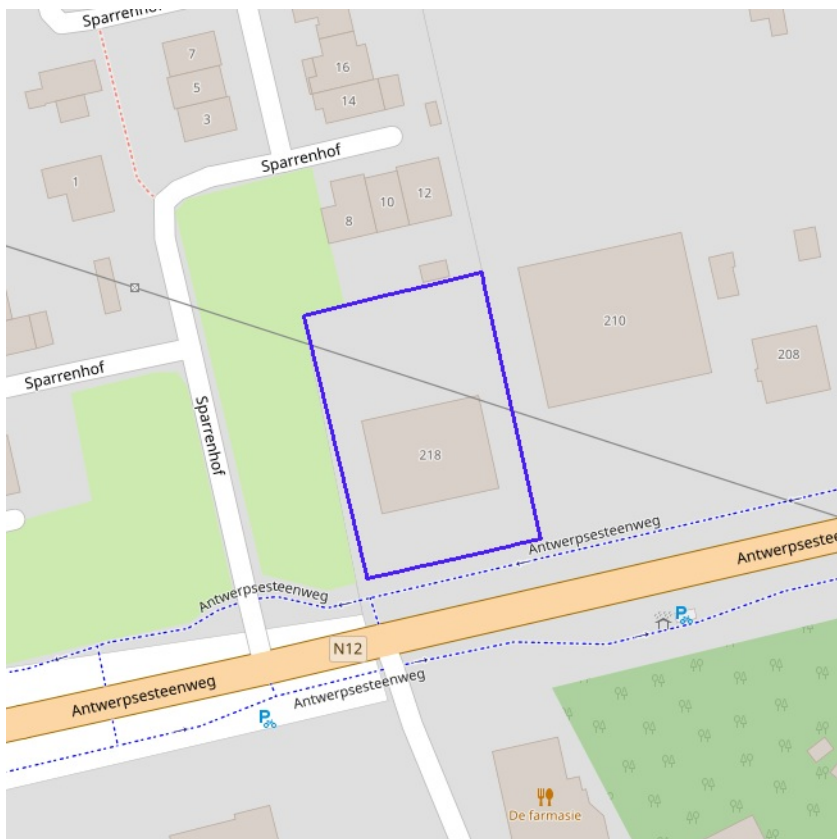 Sparrenhof
7
5
3
16
14
Sparrenhof
1
8
10
12
210
208
Sparrenhof
Sparrenhof
218
Antwerpsesteenweg
Antwerpsestee
Antwerpsesteenweg
P
N12
Antwerpsesteenweg
Antwerpsesteenweg
P
De farmasie